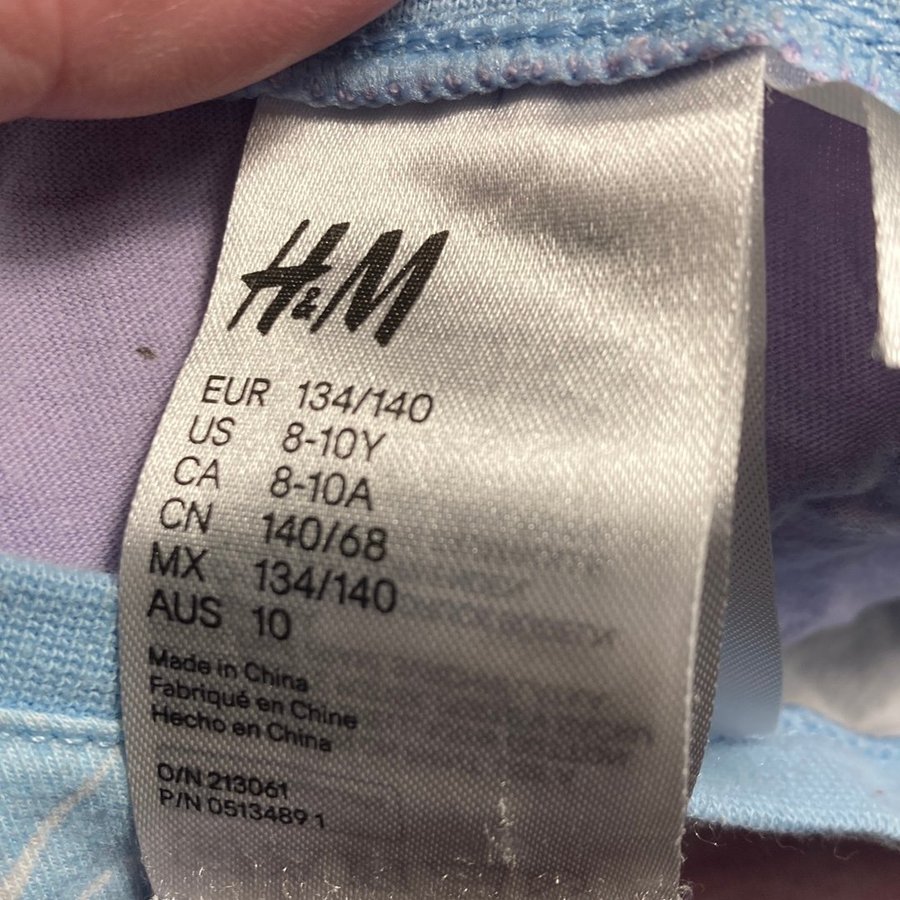 H&M
EUR 134/140
US 8-10Y
CA 8-10A
CN 140/68
MX 134/140
AUS 10
Made in China
Fabriqué en Chine
Hecho en China
O/N 213061
P/N 0513489 1